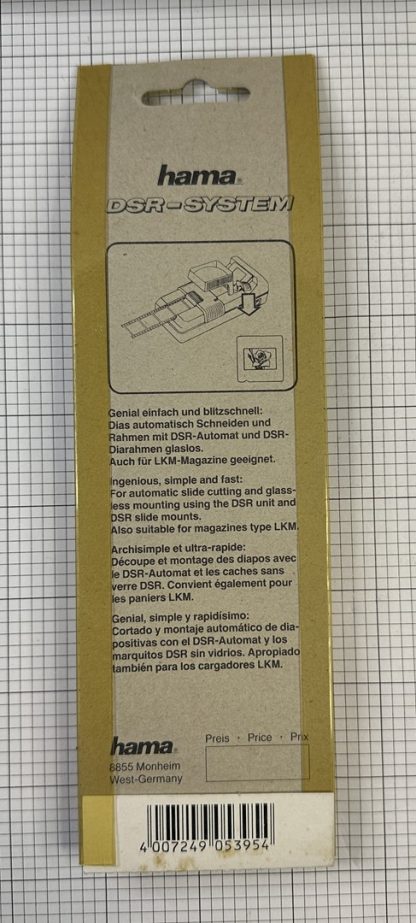 hama®
DSR-SYSTEM
Genial einfach und blitzschnell:
Dias automatisch Schneiden und
Rahmen mit DSR-Automat und DSR-
Diarahmen glaslos.
Auch für LKM-Magazine geeignet.
Ingenious, simple and fast:
For automatic slide cutting and glass-
less mounting using the DSR unit and
DSR slide mounts.
Also suitable for magazines type LKM.
Archisimple et ultra-rapide:
Découpe et montage des diapos avec
le DSR-Automat et les caches sans
verre DSR. Convient également pour
les paniers LKM.
Genial, simple y rapidísimo:
Cortado y montaje automático de dia-
positivas con el DSR-Automat y los
marquitos DSR sin vidrios. Apropiado
también para los cargadores LKM.
Preis · Price · Prix
hama®
8855 Monheim
West-Germany
4 007249 053954